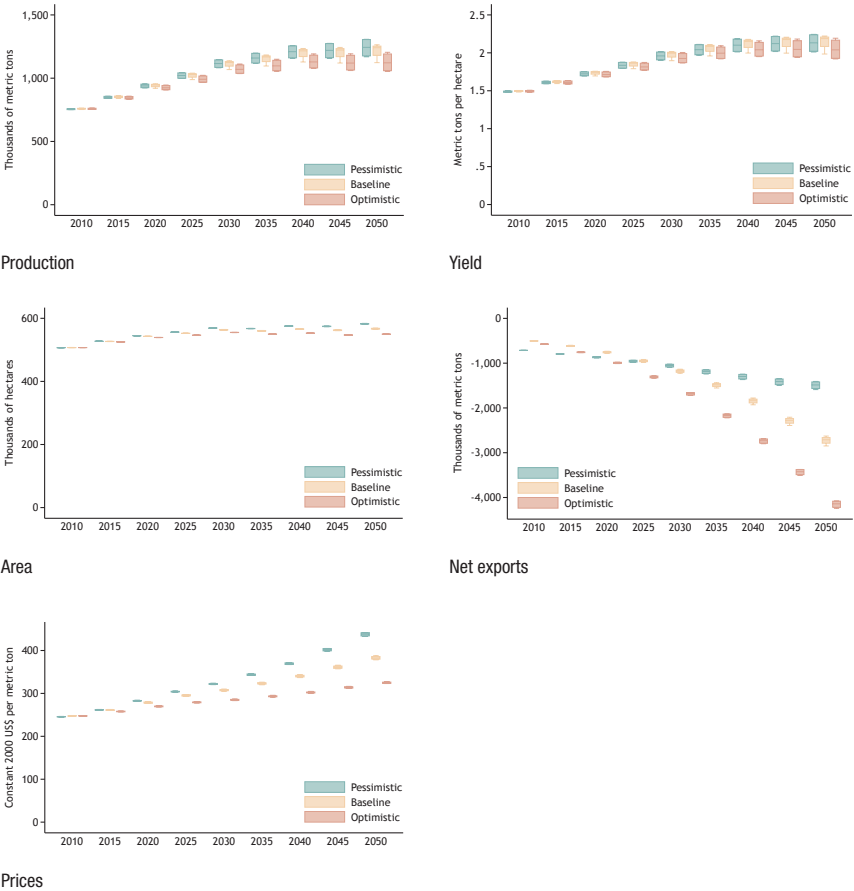 1,500
1,000
500
0
Thousands of metric tons
2010 2015 2020 2025 2030 2035 2040 2045 2050
Pessimistic
Baseline
Optimistic
Production
2.5
2
1.5
1
.5
0
Metric tons per hectare
2010 2015 2020 2025 2030 2035 2040 2045 2050
Pessimistic
Baseline
Optimistic
Yield
600
400
200
0
Thousands of hectares
2010 2015 2020 2025 2030 2035 2040 2045 2050
Pessimistic
Baseline
Optimistic
Area
0
-1,000
-2,000
-3,000
-4,000
Thousands of metric tons
2010 2015 2020 2025 2030 2035 2040 2045 2050
Pessimistic
Baseline
Optimistic
Net exports
400
300
200
100
0
Constant 2000 US$ per metric ton
2010 2015 2020 2025 2030 2035 2040 2045 2050
Pessimistic
Baseline
Optimistic
Prices